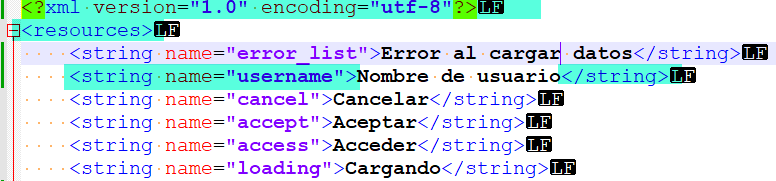 <?xml version="1.0" encoding="utf-8"?>LF
<resources>LF
<string name="error_list">Error al cargar datos</string>LF
<string name="username">Nombre de usuario</string>LF
<string name="cancel">Cancelar</string>LF
<string name="accept">Aceptar</string>LF
<string name="access">Acceder</string>LF
<string name="loading">Cargando</string>LF